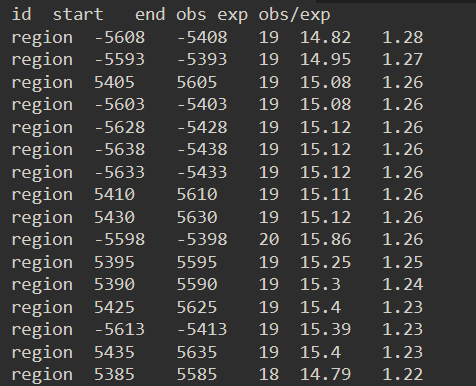 id start end obs exp obs/exp
region -5608 -5408 19 14.82 1.28
region -5593 -5393 19 14.95 1.27
region 5405 5605 19 15.08 1.26
region -5603 -5403 19 15.08 1.26
region -5628 -5428 19 15.12 1.26
region -5638 -5438 19 15.12 1.26
region -5633 -5433 19 15.12 1.26
region 5410 5610 19 15.11 1.26
region 5430 5630 19 15.12 1.26
region -5598 -5398 20 15.86 1.26
region 5395 5595 19 15.25 1.25
region 5390 5590 19 15.3 1.24
region 5425 5625 19 15.4 1.23
region -5613 -5413 19 15.39 1.23
region 5435 5635 19 15.4 1.23
region 5385 5585 18 14.79 1.22